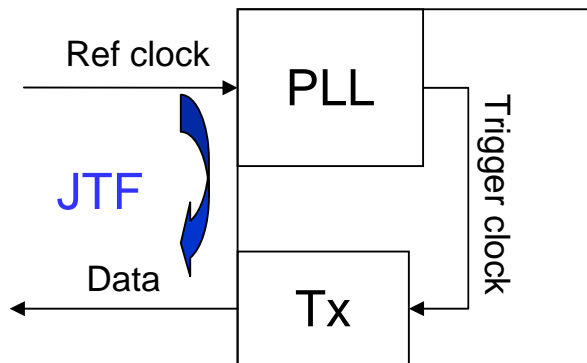 Ref clock
PLL
Trigger clock
JTF
Data
Tx